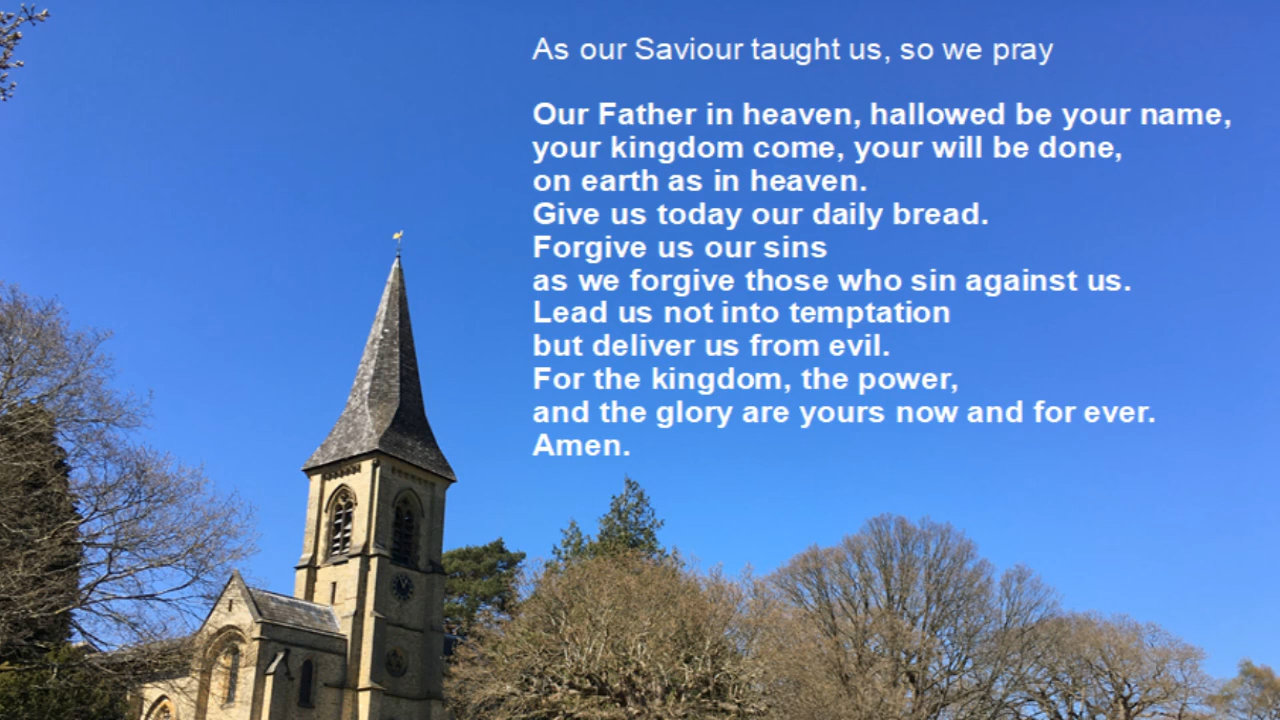 As our Saviour taught us, so we pray
Our Father in heaven, hallowed be your name,
your kingdom come, your will be done,
on earth as in heaven.
Give us today our daily bread.
Forgive us our sins
as we forgive those who sin against us.
Lead us not into temptation
but deliver us from evil.
For the kingdom, the power,
and the glory are yours now and for ever.
Amen.